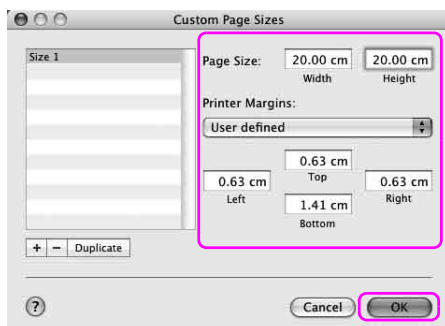 Custom Page Sizes
Size 1
Page Size:
20.00 cm
20.00 cm
Width
Height
Printer Margins:
User defined
0.63 cm
Top
0.63 cm
0.63 cm
Left
Right
1.41 cm
Bottom
+ − Duplicate
? Cancel OK